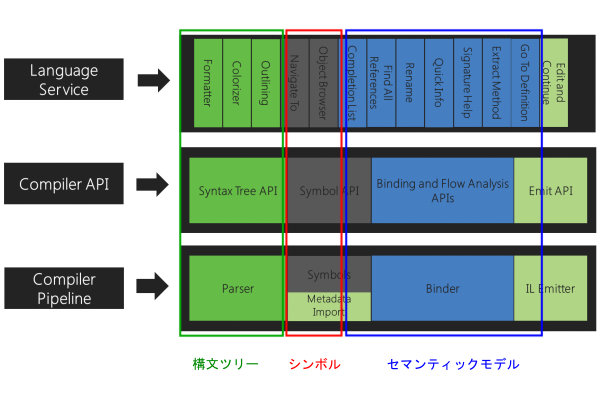 Language
Service
Formatter
Colorizer
Outlining
Navigate To
Object Browser
Completion List
Find All
References
Rename
Quick Info
Signature Help
Extract Method
Go To Definition
Edit and
Continue
Compiler API
Syntax Tree API
Symbol API
Binding and Flow Analysis
APIs
Emit API
Compiler
Pipeline
Parser
Symbols
Metadata
Import
Binder
IL Emitter
構文ツリー
シンボル
セマンティックモデル